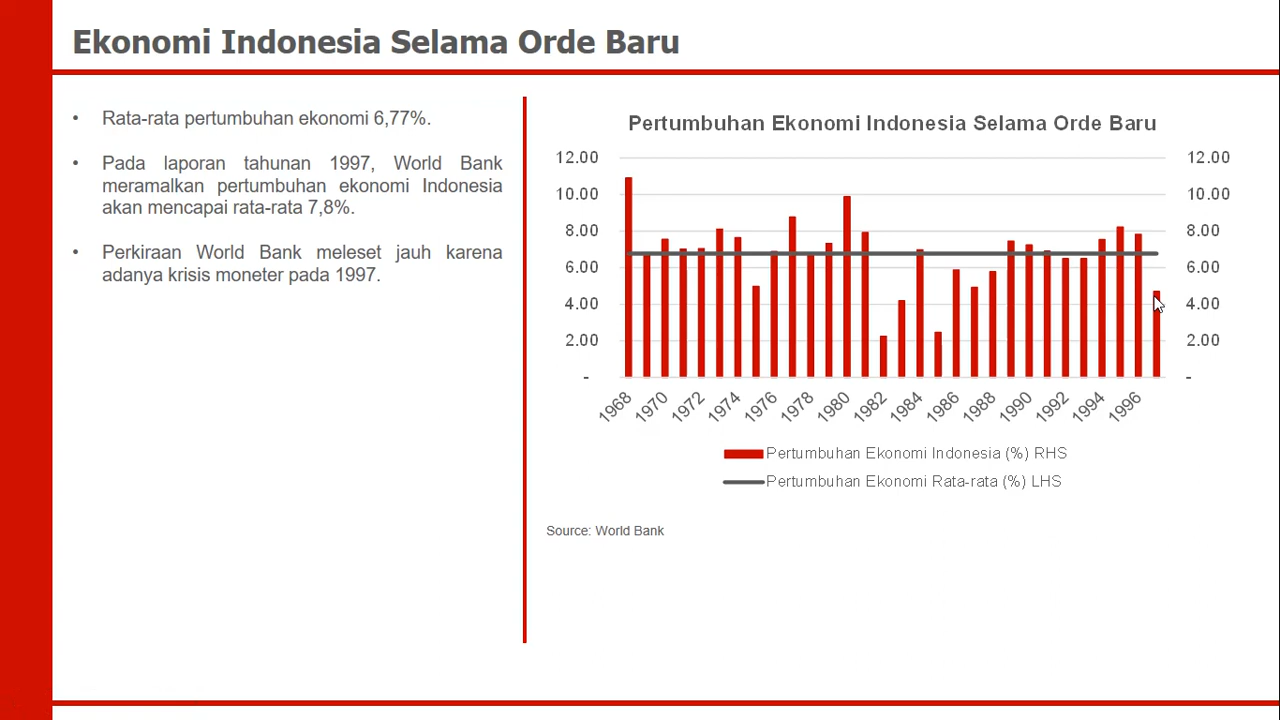 Ekonomi Indonesia Selama Orde Baru
• Rata-rata pertumbuhan ekonomi 6,77%.
• Pada laporan tahunan 1997, World Bank
meramalkan pertumbuhan ekonomi Indonesia
akan mencapai rata-rata 7,8%.
• Perkiraan World Bank meleset jauh karena
adanya krisis moneter pada 1997.
Pertumbuhan Ekonomi Indonesia Selama Orde Baru
12.00 12.00
10.00 10.00
8.00 8.00
6.00 6.00
4.00 4.00
2.00 2.00
- -
1968 1970 1972 1974 1976 1978 1980 1982 1984 1986 1988 1990 1992 1994 1996
Pertumbuhan Ekonomi Indonesia (%) RHS
Pertumbuhan Ekonomi Rata-rata (%) LHS
Source: World Bank